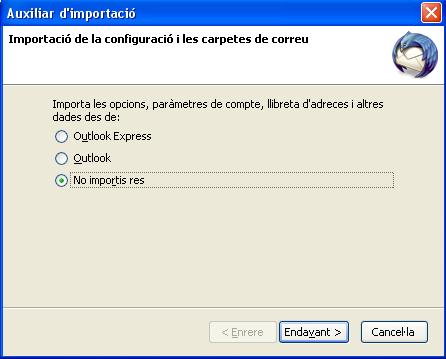 Auxiliar d'importació
Importació de la configuració i les carpetes de correu
Importa les opcions, paràmetres de compte, llibreta d'adreces i altres
dades des de:
Outlook Express
Outlook
No importis res
< Enrere
Endavant >
Cancel·la